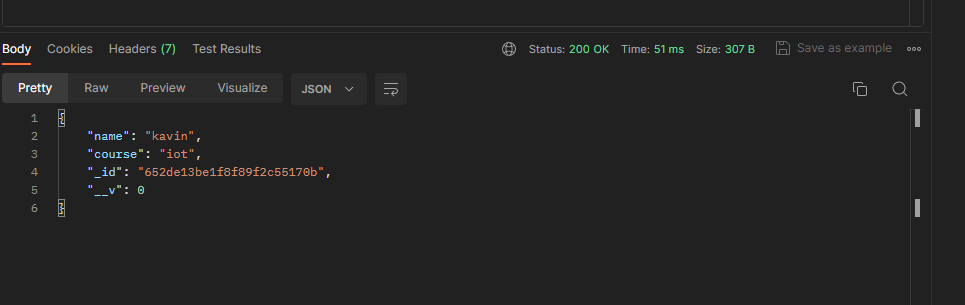 Body Cookies Headers (7) Test Results Status: 200 OK Time: 51 ms Size: 307 B Save as example
Pretty Raw Preview Visualize JSON
1 {
2 "name": "kavin",
3 "course": "iot",
4 "_id": "652de13be1f8f89f2c55170b",
5 "__v": 0
6 }